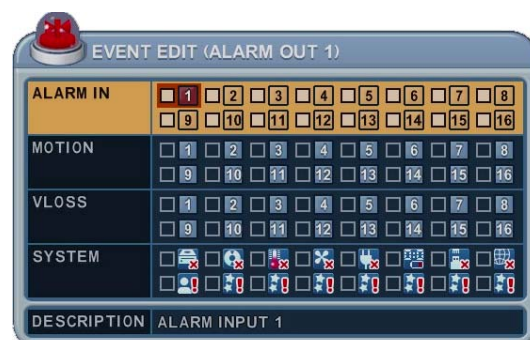 EVENT EDIT (ALARM OUT 1)
ALARM IN 1 2 3 4 5 6 7 8
9 10 11 12 13 14 15 16
MOTION 1 2 3 4 5 6 7 8
9 10 11 12 13 14 15 16
VLOSS 1 2 3 4 5 6 7 8
9 10 11 12 13 14 15 16
SYSTEM
DESCRIPTION ALARM INPUT 1